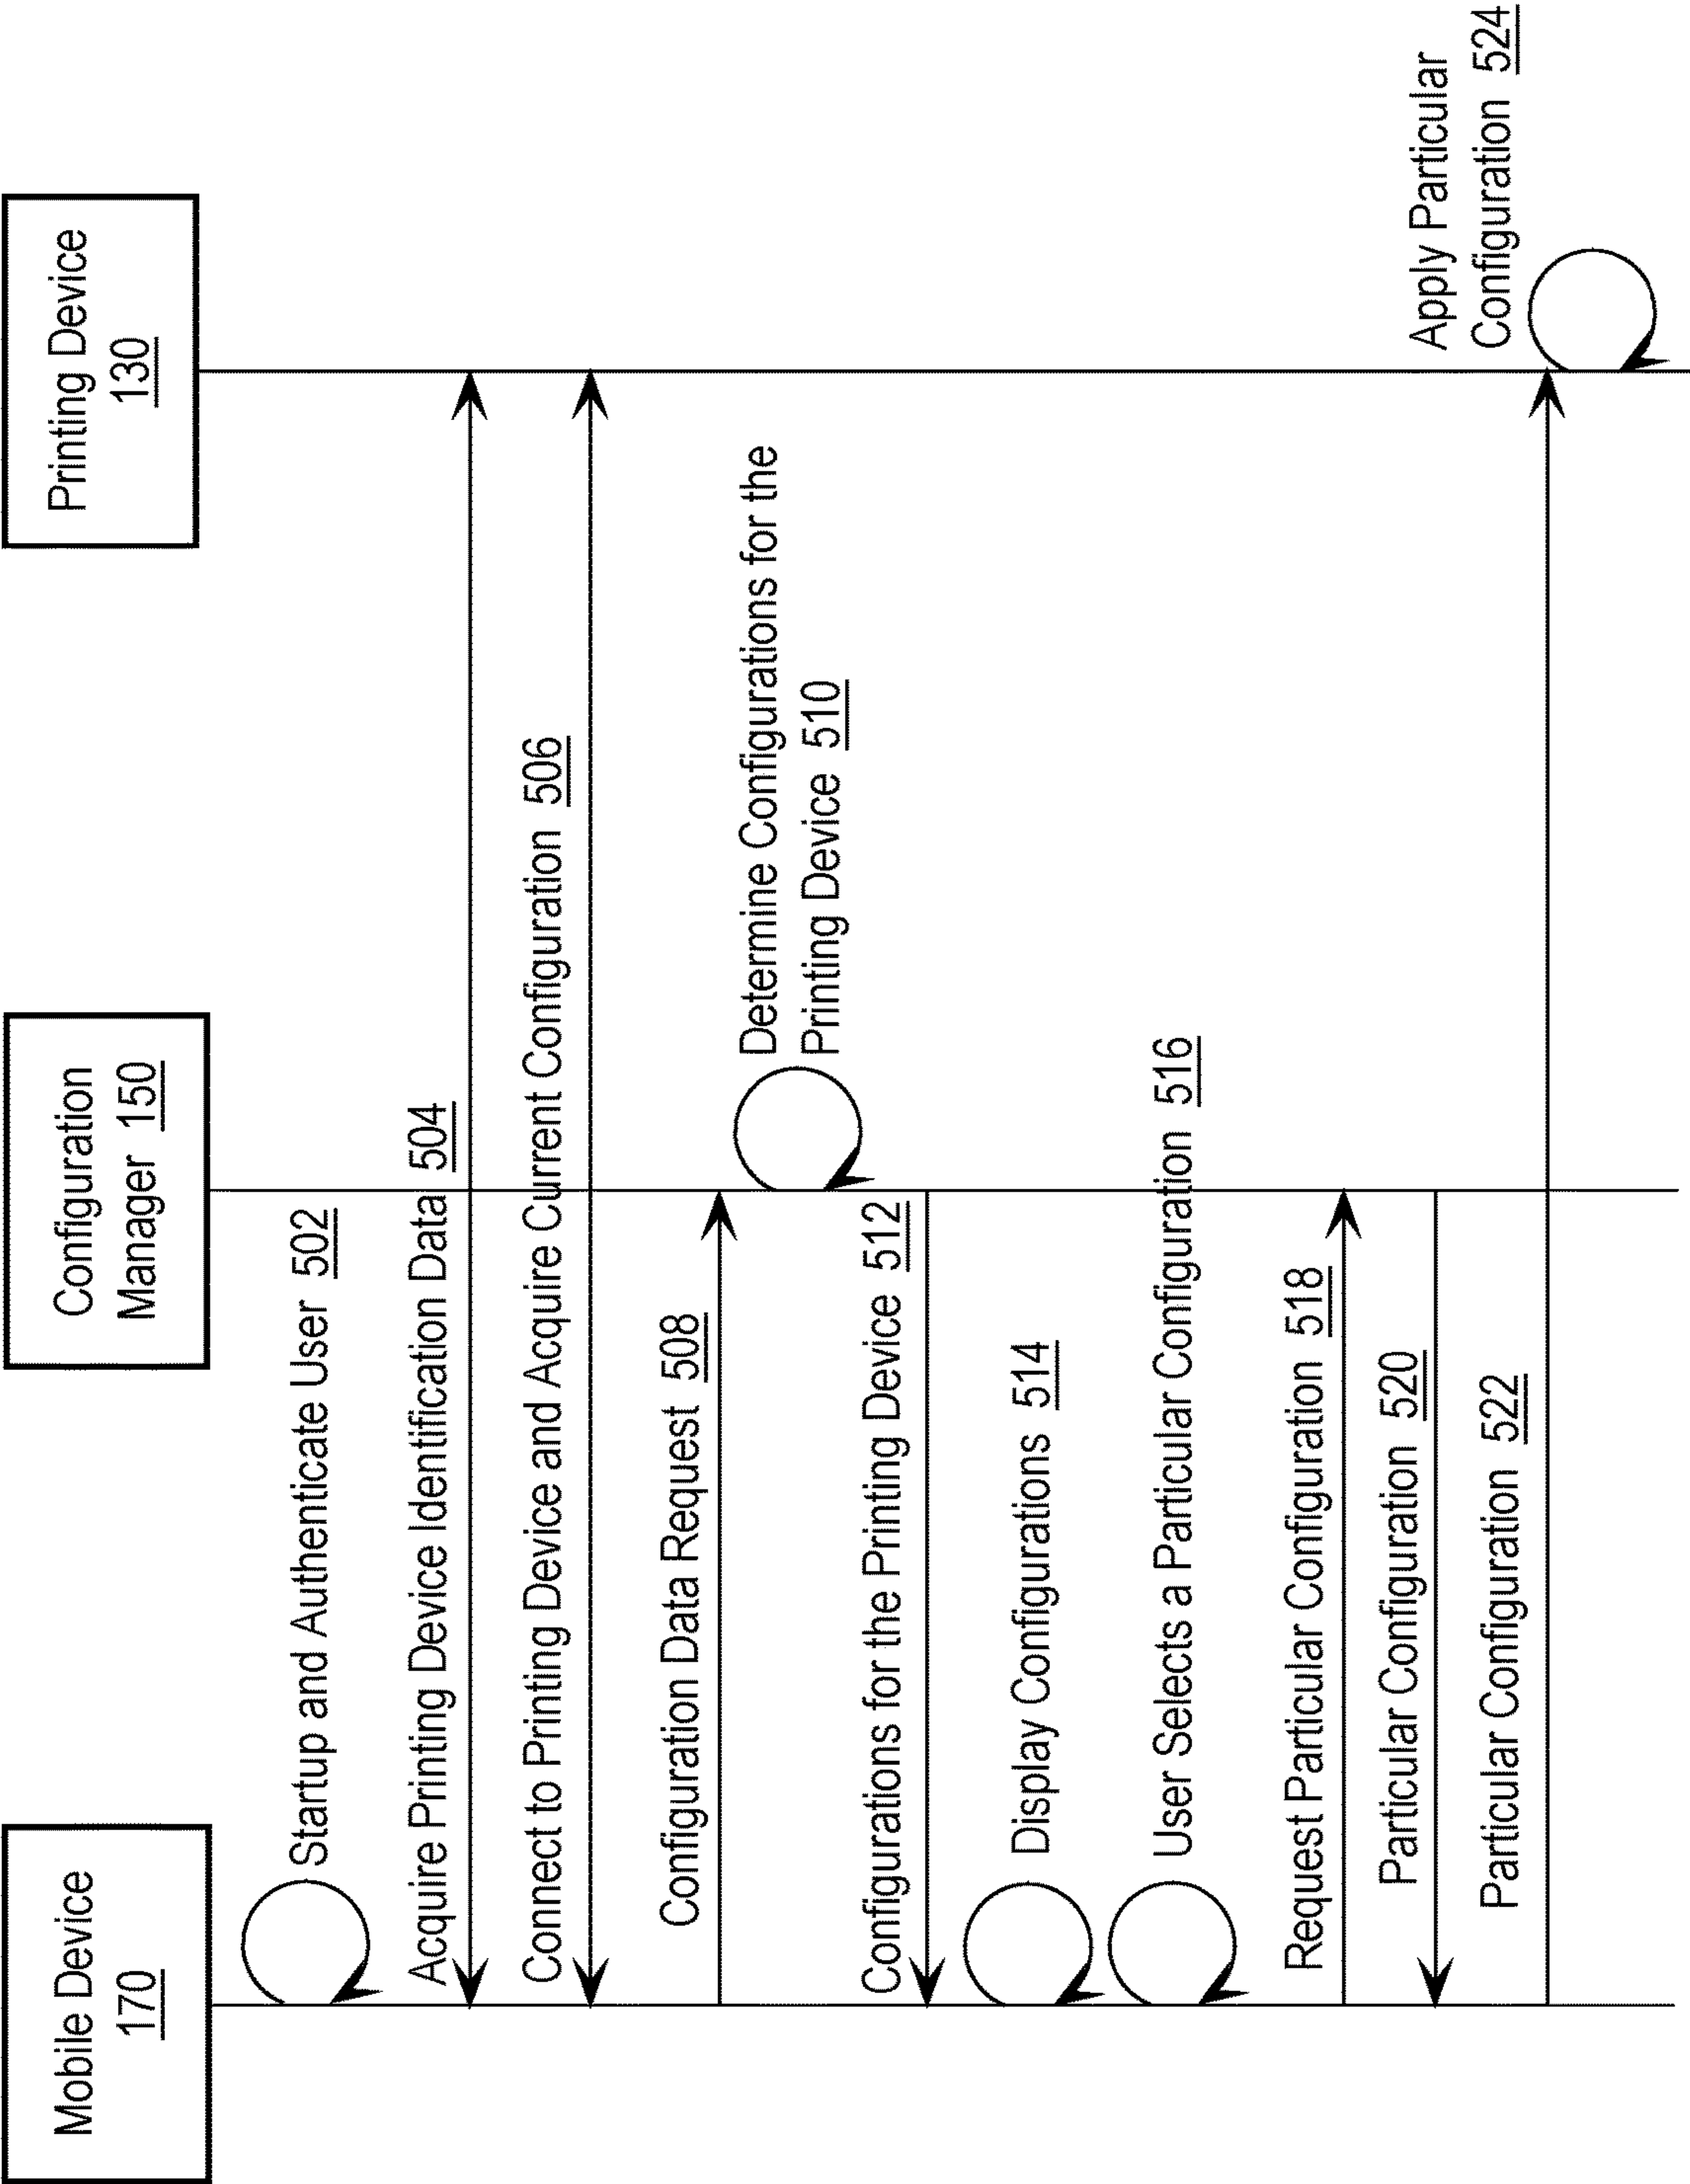 Mobile Device
170
Configuration
Manager 150
Printing Device
130
Startup and Authenticate User 502
Acquire Printing Device Identification Data 504
Connect to Printing Device and Acquire Current Configuration 506
Configuration Data Request 508
Determine Configurations for the
Printing Device 510
Configurations for the Printing Device 512
Display Configurations 514
User Selects a Particular Configuration 516
Request Particular Configuration 518
Particular Configuration 520
Particular Configuration 522
Apply Particular
Configuration 524